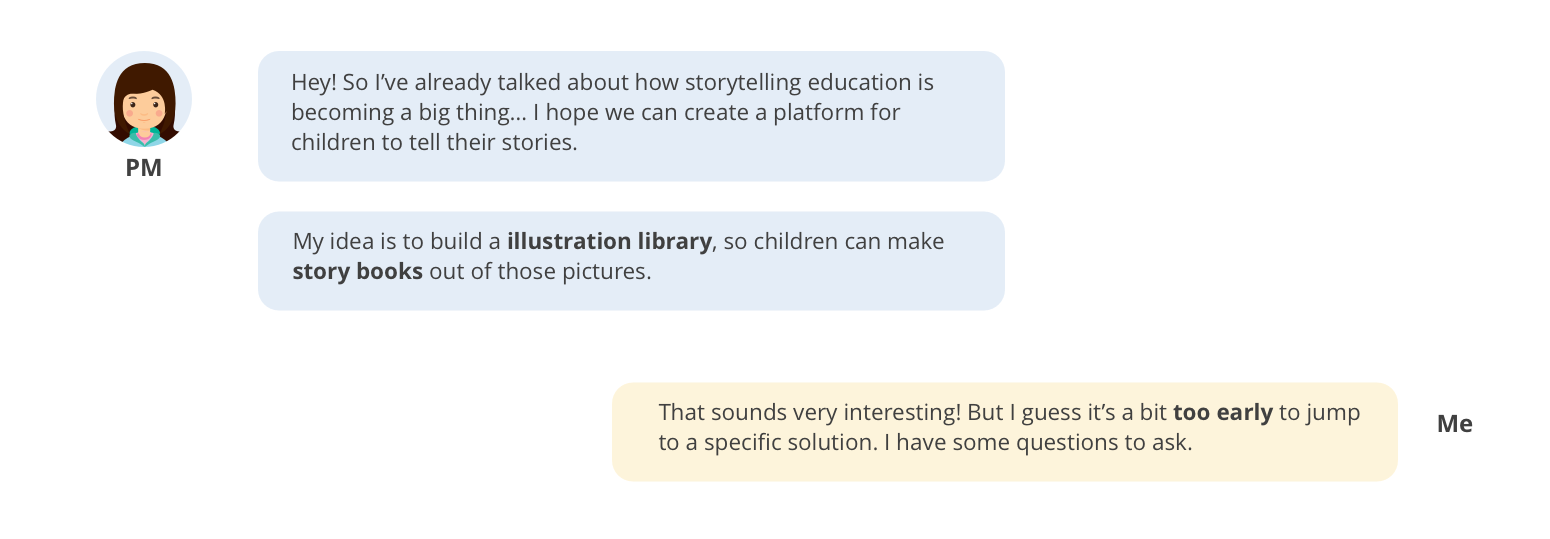 Hey! So I’ve already talked about how storytelling education is
becoming a big thing... I hope we can create a platform for
children to tell their stories.
PM
My idea is to build a illustration library, so children can make
story books out of those pictures.
That sounds very interesting! But I guess it’s a bit too early to jump
to a specific solution. I have some questions to ask.
Me